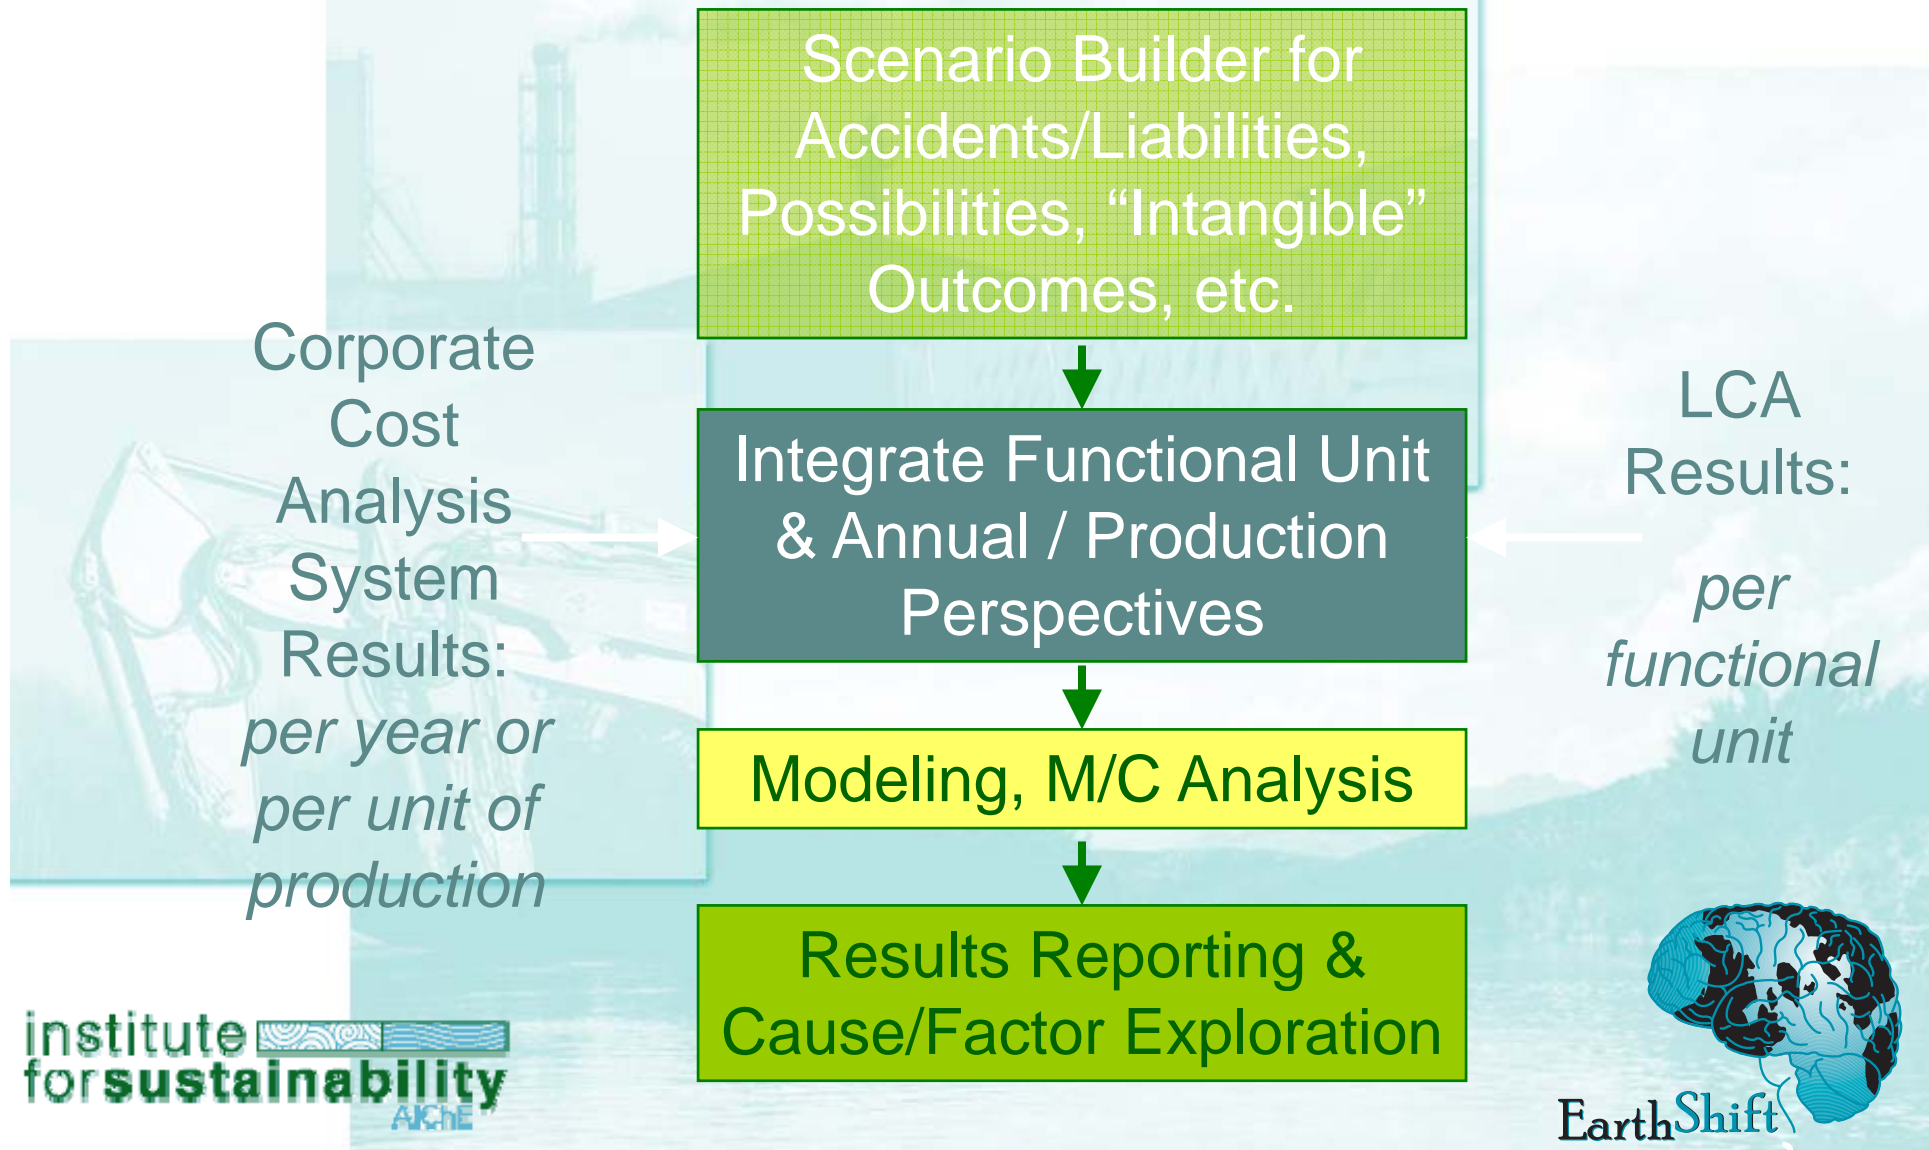 Scenario Builder for
Accidents/Liabilities,
Possibilities, “Intangible”
Outcomes, etc.
Corporate
Cost
Analysis
System
Results:
per year or
per unit of
production
Integrate Functional Unit
& Annual / Production
Perspectives
LCA
Results:
per
functional
unit
Modeling, M/C Analysis
Results Reporting &
Cause/Factor Exploration
institute
forsustainability
AIChE
EarthShift